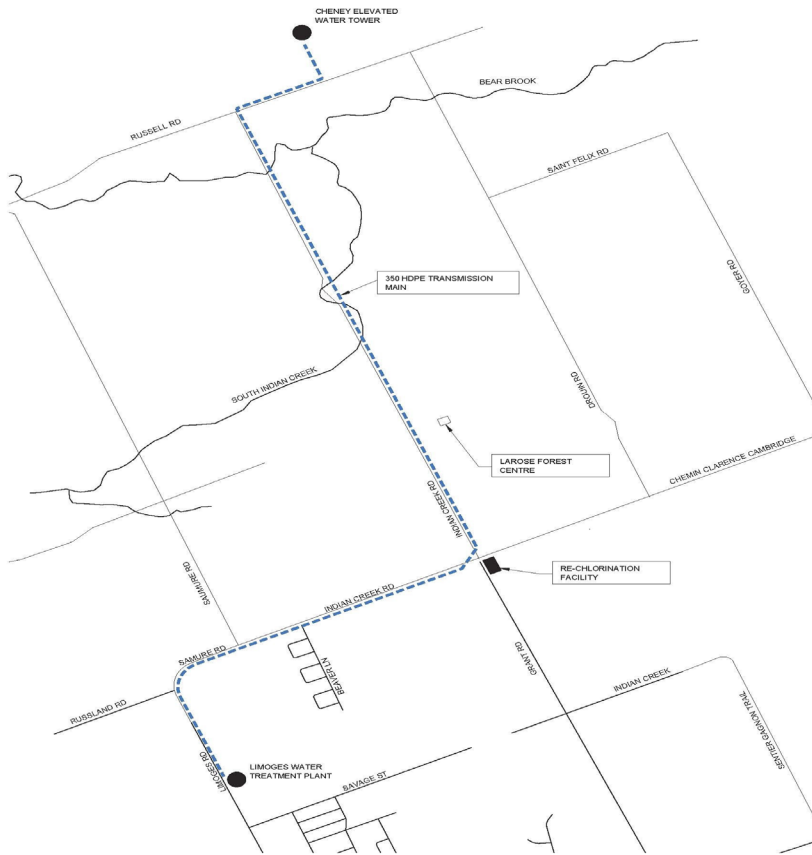 CHENEY ELEVATED
WATER TOWER
BEAR BROOK
RUSSELL RD
SAINT FELIX RD
350 HDPE TRANSMISSION
MAIN
GOYER RD
SOUTH INDIAN CREEK
DROUIN RD
LAROSE FOREST
CENTRE
CHEMIN CLARENCE CAMBRIDGE
INDIAN CREEK RD
RE-CHLORINATION
FACILITY
SAUMURE RD
INDIAN CREEK RD
SAMURE RD
GRANT RD
BEAVER LN
INDIAN CREEK
RUSSLAND RD
SENTIER GAGNON TRAIL
LIMOGES RD
LIMOGES WATER
TREATMENT PLANT
SAVAGE ST